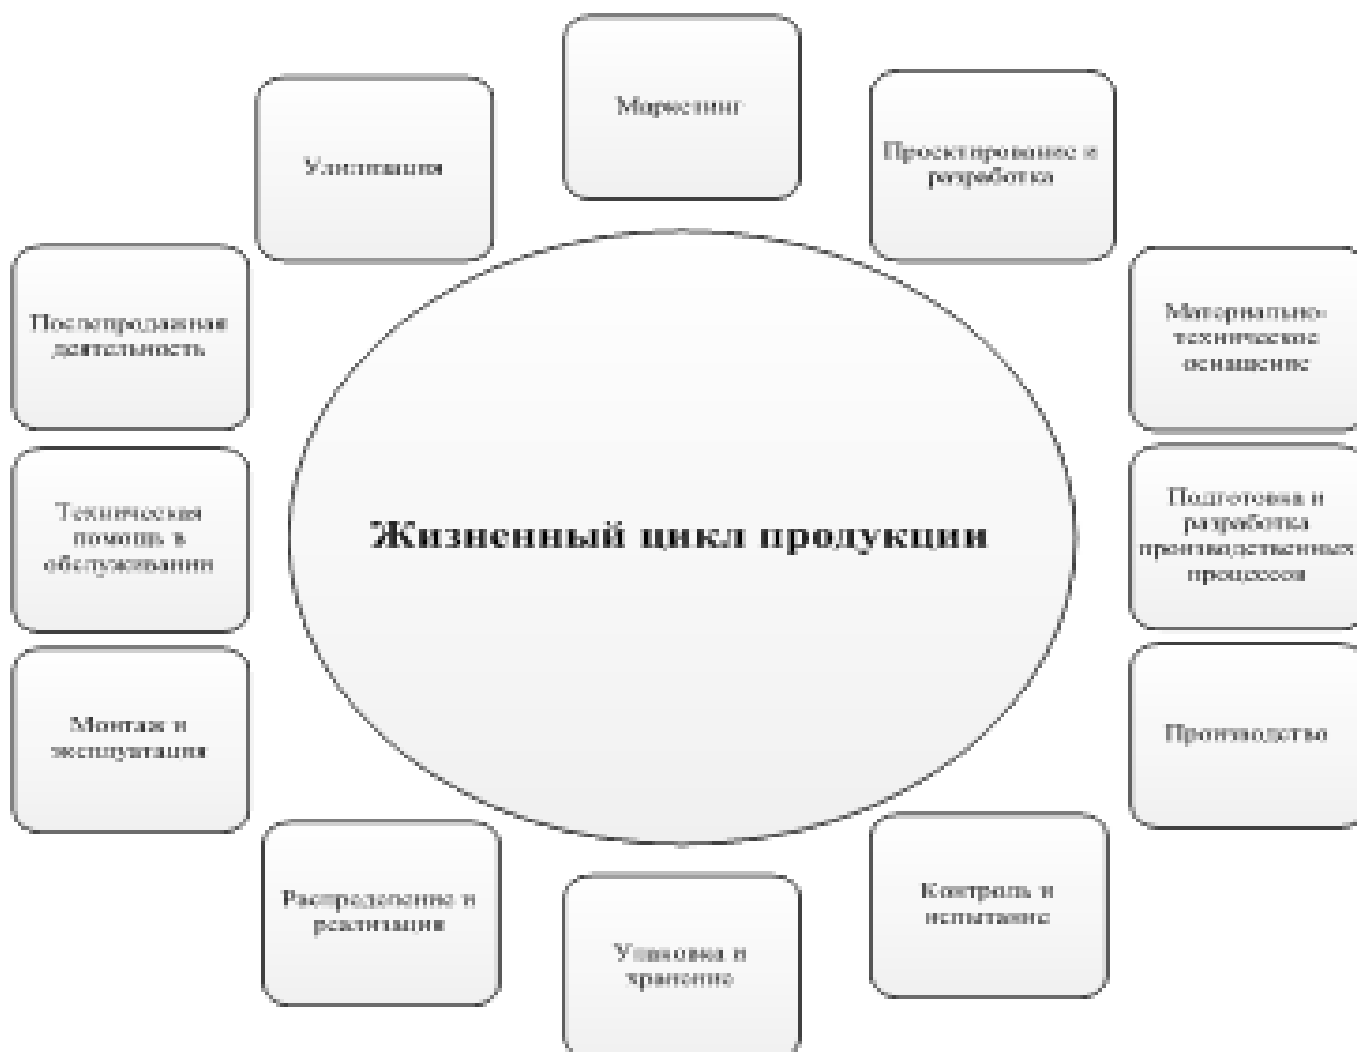 Маркетинг
Проектирование и
разработка
Материально-
техническое
оснащение
Подготовка и
разработка
производственных
процессов
Производство
Контроль и
испытание
Упаковка и
хранение
Распределение и
реализация
Монтаж и
эксплуатация
Техническая
помощь в
обслуживании
Послепродажная
деятельность
Утилизация
Жизненный цикл продукции